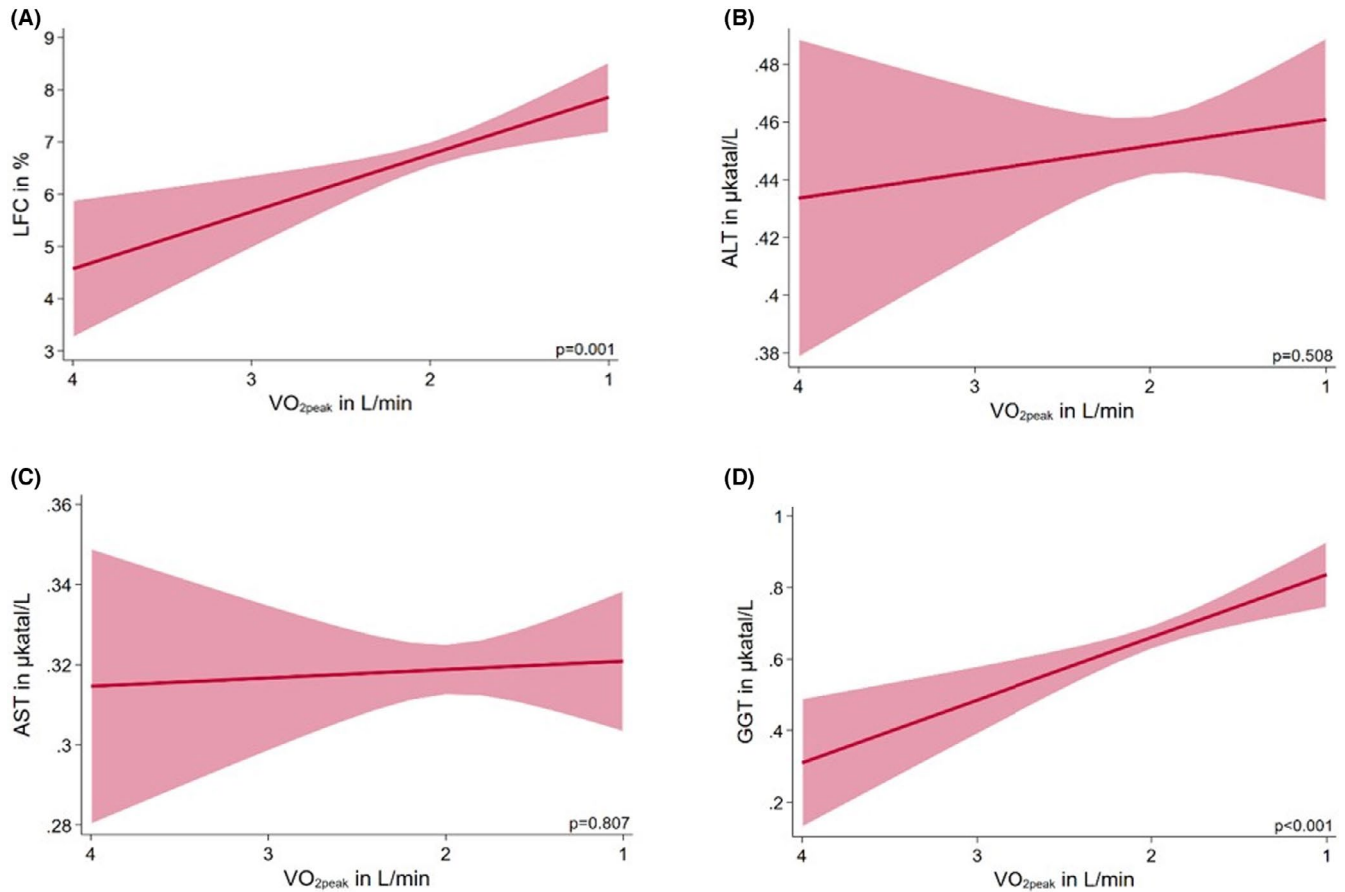 (A)
LFC in %
9
8
7
6
5
4
3
p=0.001
4 3 2 1
VO2peak in L/min
(B)
ALT in µkatal/L
.48
.46
.44
.42
.4
.38
p=0.508
4 3 2 1
VO2peak in L/min
(C)
AST in µkatal/L
.36
.34
.32
.3
.28
p=0.807
4 3 2 1
VO2peak in L/min
(D)
GGT in µkatal/L
1
.8
.6
.4
.2
p<0.001
4 3 2 1
VO2peak in L/min